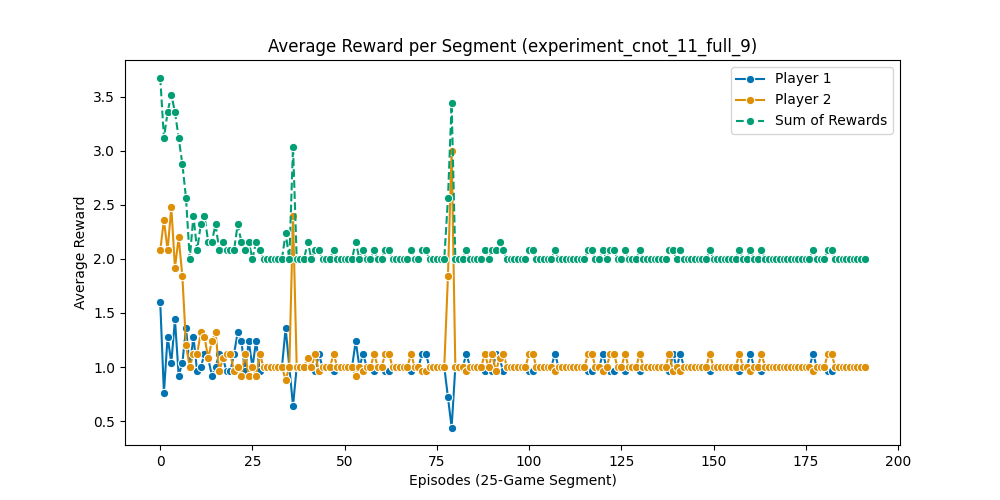 Average Reward per Segment (experiment_cnot_11_full_9)
Player 1
Player 2
Sum of Rewards
Average Reward
3.5
3.0
2.5
2.0
1.5
1.0
0.5
0 25 50 75 100 125 150 175 200
Episodes (25-Game Segment)